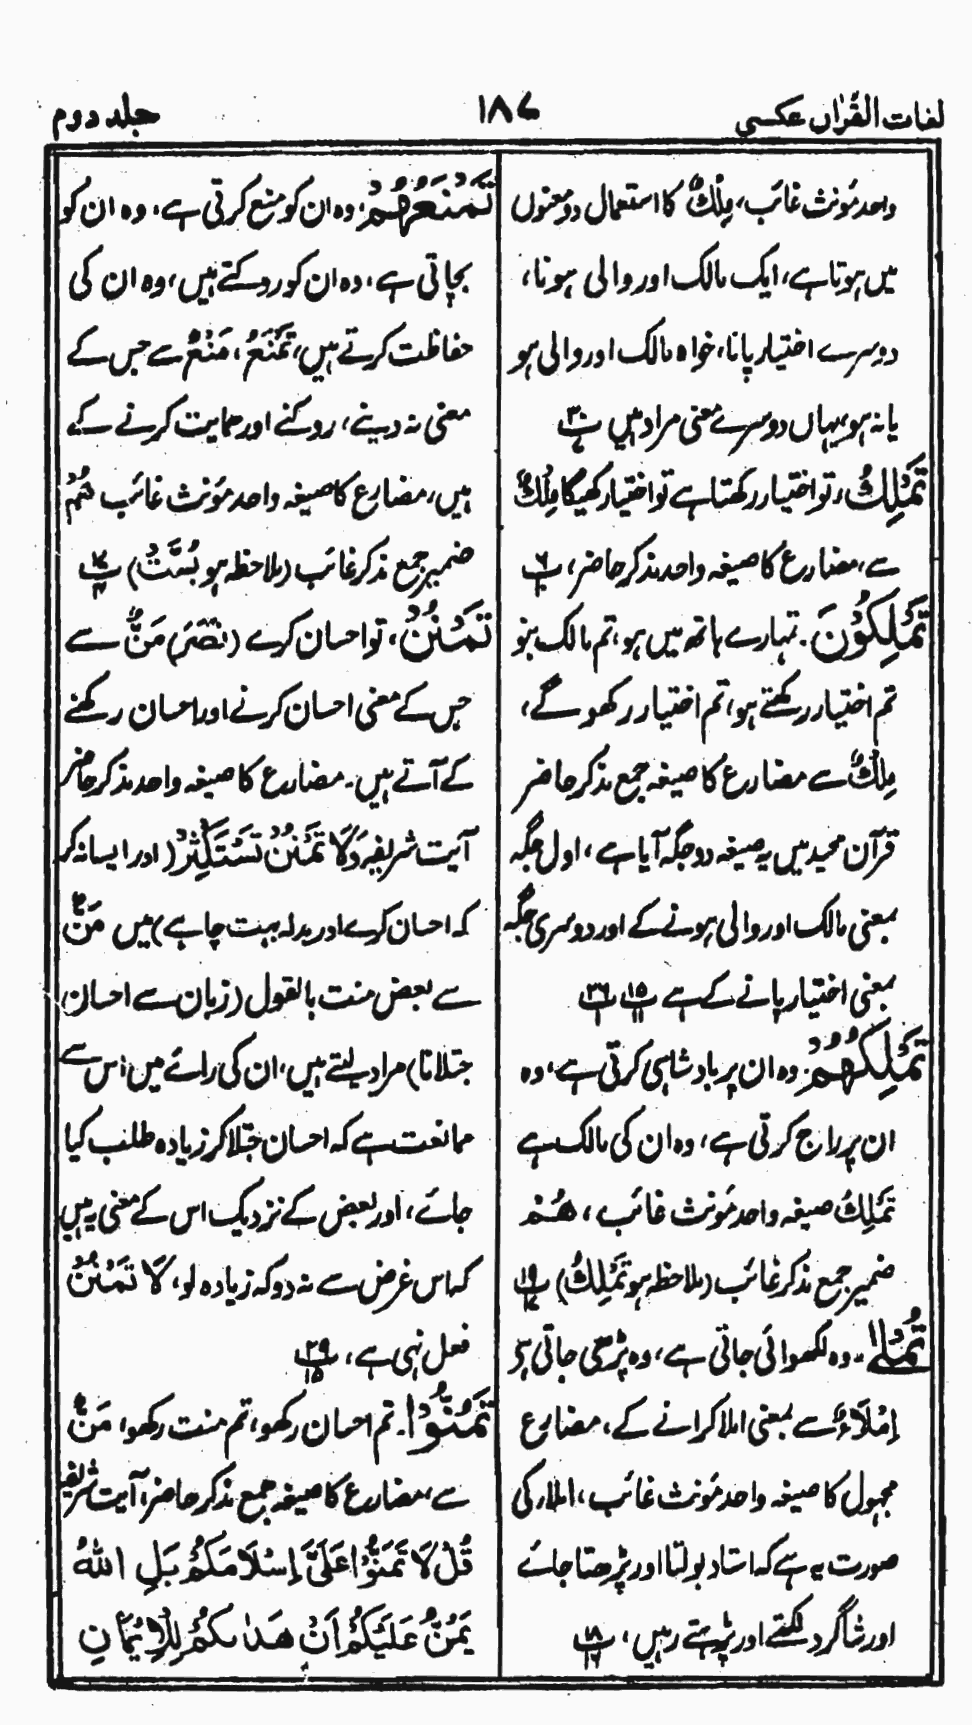 لغات القرآن عکسی
۱۸۷
جلد دوم
واحد مؤنث غائب، مِلْکٌ کا استعمال دو معنوں
میں ہوتا ہے، ایک مالک اور والی ہونا،
دوسرے اختیار پانا، خواہ مالک اور والی ہو
یا نہ ہو، یہاں دوسرے معنی مراد ہیں
تَمْلِكُ، تو اختیار رکھتا ہے تو اختیار رکھیگا مِلْکٌ
سے، مضارع کا صیغہ واحد مذکر حاضر، پ ۶
تَمْلِكُوْنَ۔ تمہارے ہاتھ میں ہو، تم مالک بنو
تم اختیار رکھتے ہو، تم اختیار رکھو گے،
مِلْکٌ سے مضارع کا صیغہ جمع مذکر حاضر
قرآن مجید میں یہ صیغہ دو جگہ آیا ہے، اول جگہ
بمعنی مالک اور والی ہونے کے اور دوسری جگہ
بمعنی اختیار پانے کے ہے پ ۱۵ ۱۱ پ ۲۶ ۱
تَمْلِكُهُمْ۔ وہ ان پر بادشاہی کرتی ہے، وہ
ان پر راج کرتی ہے، وہ ان کی مالک ہے
تَمْلِكُ صیغہ واحد مؤنث غائب، هُمْ
ضمیر جمع مذکر غائب (ملاحظہ ہو تَمْلِكُ) پ ۱۹ ۱۷
تُمْلٰی۔ وہ لکھوائی جاتی ہے، وہ پڑھی جاتی ہے
اِمْلَاءٌ سے بمعنی املا کرانے کے، مضارع
مجہول کا صیغہ واحد مؤنث غائب، املاء کی
صورت یہ ہے کہ استاد بولتا اور پڑھتا جائے
اور شاگرد لکھتے اور پڑہتے رہیں، پ ۱۸ ۱۶
تَمْنَعُهُمْ، وہ ان کو منع کرتی ہے، وہ ان کو
بچاتی ہے، وہ ان کو روکتے ہیں، وہ ان کی
حفاظت کرتے ہیں، تَمْنَعُ، مَنْعٌ سے جس کے
معنی نہ دینے، روکنے اور حمایت کرنے کے
ہیں، مضارع کا صیغہ واحد مؤنث غائب هُمْ
ضمیر جمع مذکر غائب (ملاحظہ ہو بُسَّتْ) پ ۱۷
تَمْنُنْ، تو احسان کرے (نَصَرَ) مَنٌّ سے
جس کے معنی احسان کرنے اور احسان رکھنے
کے آتے ہیں۔ مضارع کا صیغہ واحد مذکر حاضر
آیت شریفہ وَلَا تَمْنُنْ تَسْتَكْثِرُ (اور ایسا نہ کر
کہ احسان کرے اور بدلہ بہت چاہے) میں مَنٌّ
سے بعض منت بالقول (زبان سے احسان
جتلانا) مراد لیتے ہیں، ان کی رائے میں اس سے
ممانعت ہے کہ احسان جتلا کر زیادہ طلب کیا
جائے، اور بعض کے نزدیک اس کے معنی یہ ہیں
کہ اس غرض سے نہ دو کہ زیادہ لو، لَا تَمْنُنْ
فعل نہی ہے، پ ۲۹ ۱۵
تَمُنُّوْا۔ تم احسان رکھو، تم منت رکھو، مَنٌّ
سے، مضارع کا صیغہ جمع مذکر حاضر، آیت شریفہ
قُلْ لَا تَمُنُّوْا عَلَيَّ اِسْلَامَكُمْ بَلِ اللّٰهُ
يَمُنُّ عَلَيْكُمْ اَنْ هَدٰىكُمْ لِلْاِيْمَانِ